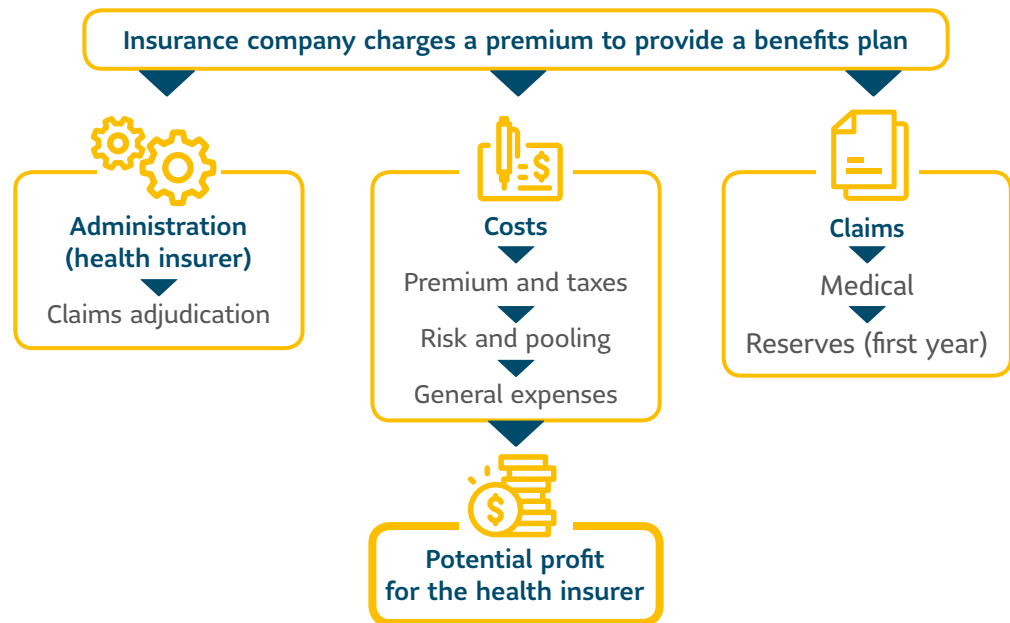 Insurance company charges a premium to provide a benefits plan
Administration
(health insurer)
Claims adjudication
$
Costs
Premium and taxes
Risk and pooling
General expenses
Claims
Medical
Reserves (first year)
$
Potential profit
for the health insurer